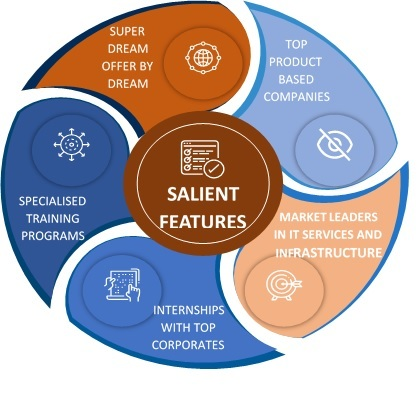 SUPER
DREAM
OFFER BY
DREAM
TOP
PRODUCT
BASED
COMPANIES
SALIENT
FEATURES
SPECIALISED
TRAINING
PROGRAMS
MARKET LEADERS
IN IT SERVICES AND
INFRASTRUCTURE
INTERNSHIPS
WITH TOP
CORPORATES